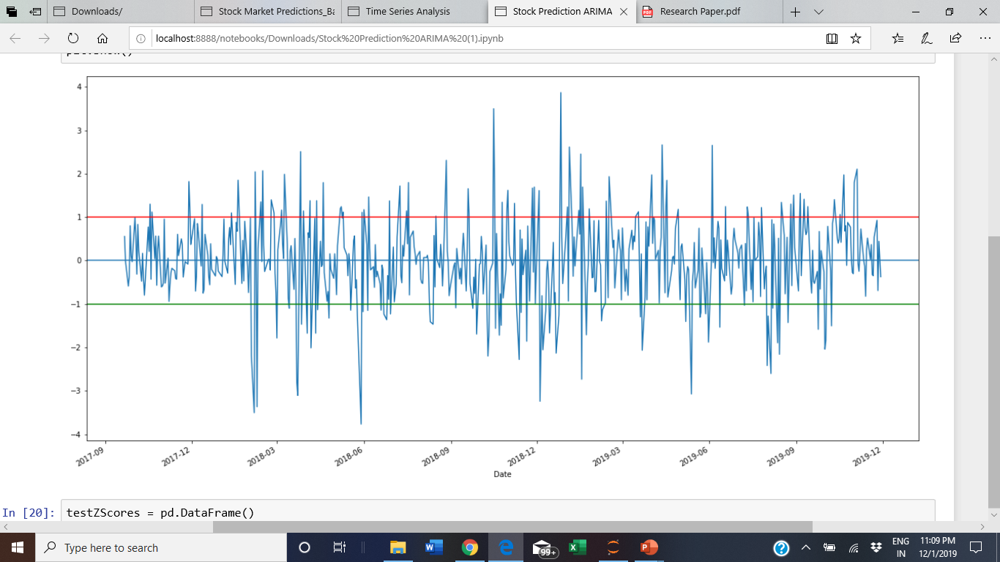 Downloads/
Stock Market Predictions_Ba
Time Series Analysis
Stock Prediction ARIMA
PDF
Research Paper.pdf
localhost:8888/notebooks/Downloads/Stock%20Prediction%20ARIMA%20(1).ipynb
4
3
2
1
0
−1
−2
−3
−4
2017-09
2017-12
2018-03
2018-06
2018-09
2018-12
2019-03
2019-06
2019-09
2019-12
Date
In [20]: testZScores = pd.DataFrame()
Type here to search
99+
ENG
IN
11:09 PM
12/1/2019